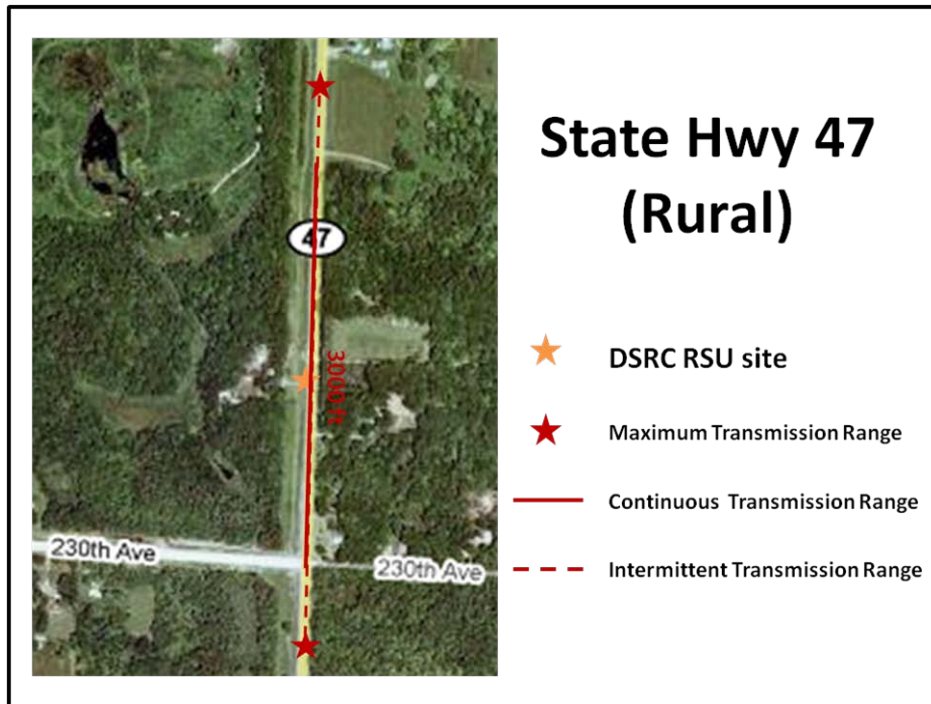 State Hwy 47
(Rural)
47
3000 ft
230th Ave
230th Ave
DSRC RSU site
Maximum Transmission Range
Continuous Transmission Range
Intermittent Transmission Range